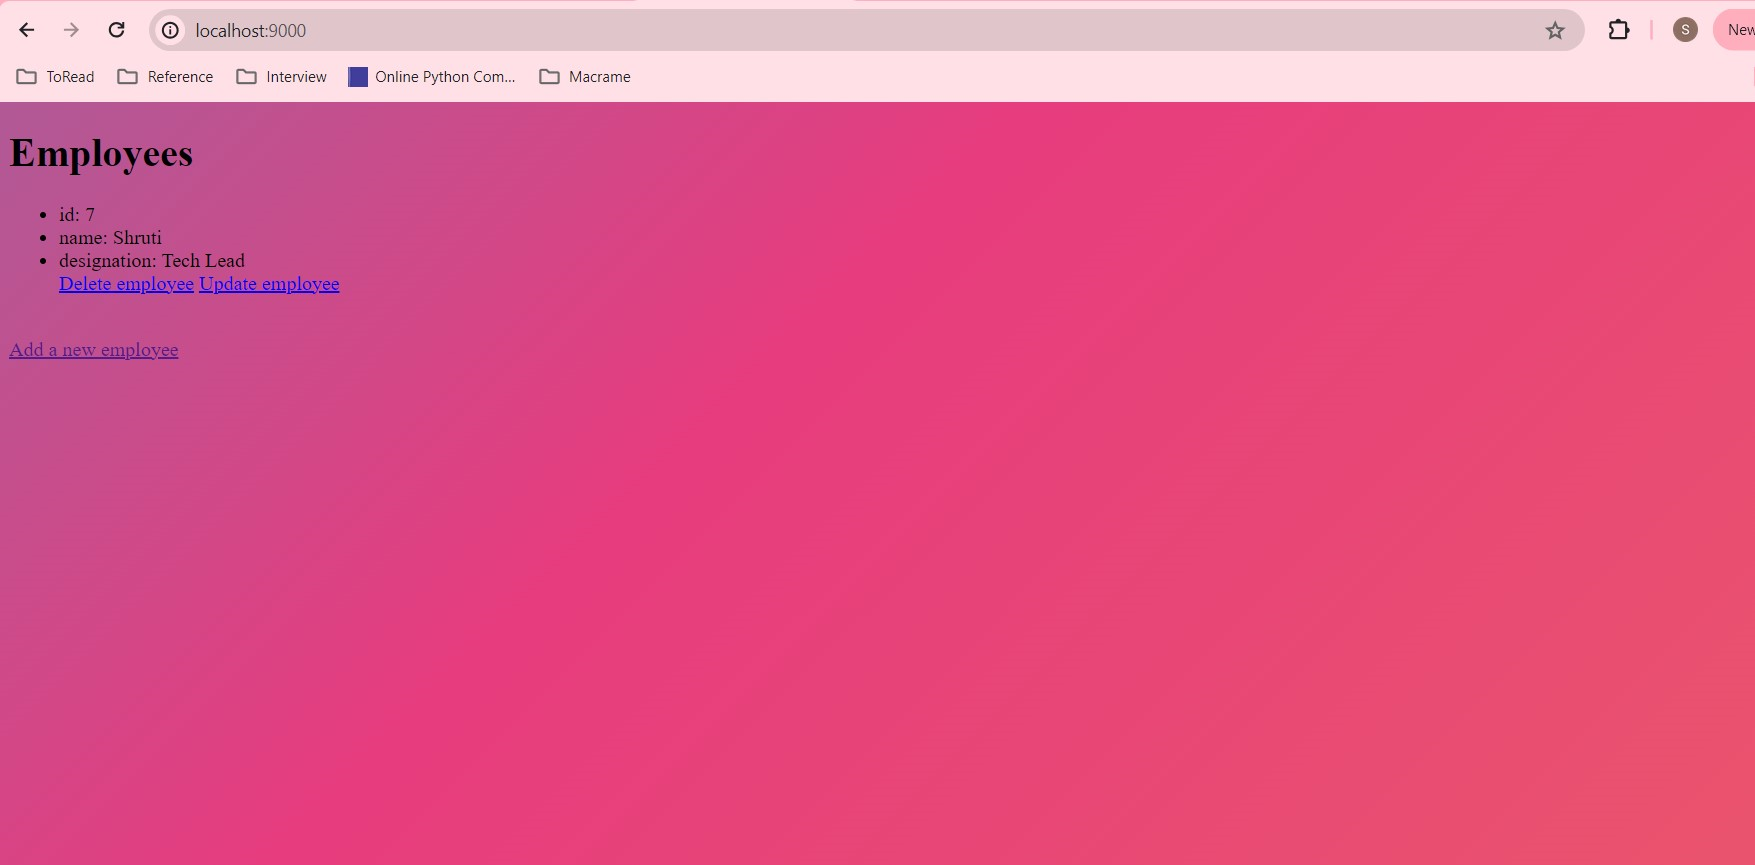 localhost:9000
S
New
ToRead Reference Interview Online Python Com... Macrame
Employees
id: 7
name: Shruti
designation: Tech Lead
Delete employee Update employee
Add a new employee